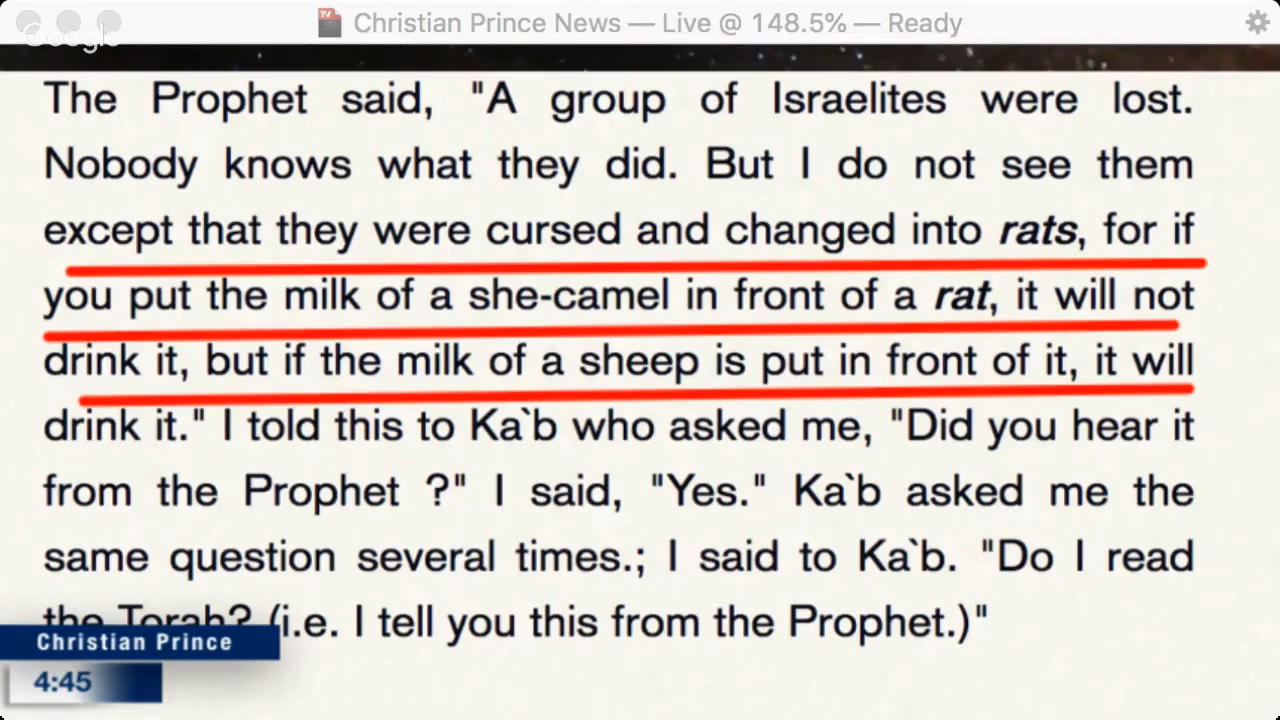 Google
TV Christian Prince News — Live @ 148.5% — Ready
The Prophet said, "A group of Israelites were lost.
Nobody knows what they did. But I do not see them
except that they were cursed and changed into rats, for if
you put the milk of a she-camel in front of a rat, it will not
drink it, but if the milk of a sheep is put in front of it, it will
drink it." I told this to Ka`b who asked me, "Did you hear it
from the Prophet ?" I said, "Yes." Ka`b asked me the
same question several times.; I said to Ka`b. "Do I read
the Torah? (i.e. I tell you this from the Prophet.)"
Christian Prince
4:45